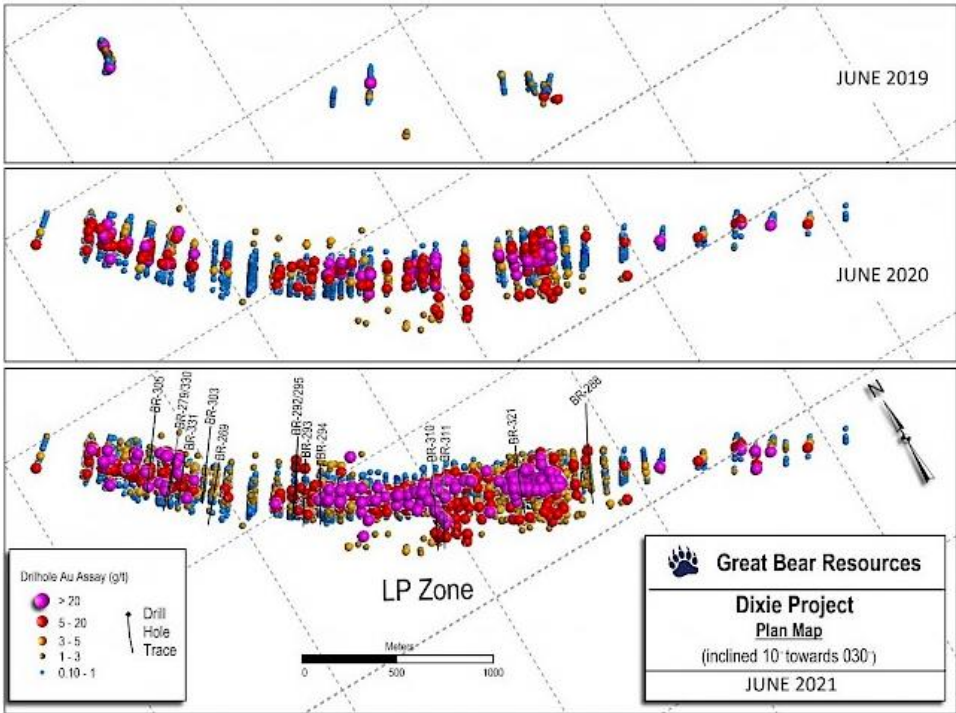 JUNE 2019
JUNE 2020
BR-305
BR-279/330
BR-331
BR-303
BR-269
BR-292/295
BR-293
BR-294
BR-310
BR-311
BR-321
BR-288
N
Drillhole Au Assay (g/t)
> 20
5 - 20
3 - 5
1 - 3
0.10 - 1
Drill
Hole
Trace
LP Zone
Meters
0 500 1000
Great Bear Resources
Dixie Project
Plan Map
(inclined 10° towards 030°)
JUNE 2021